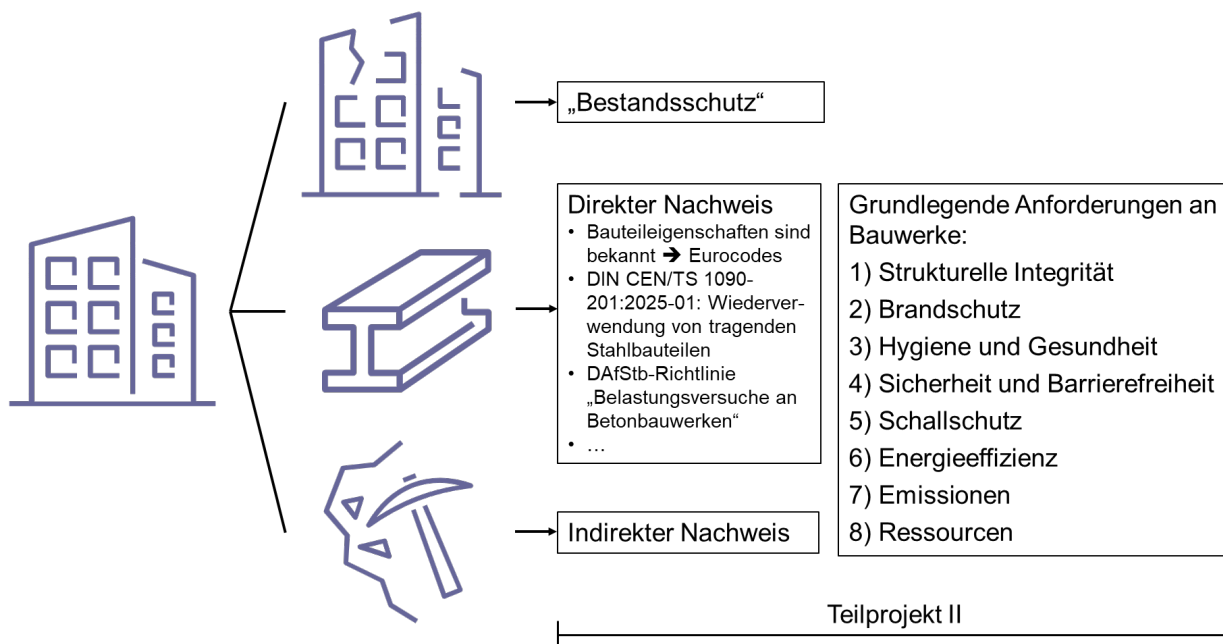 „Bestandsschutz“
Direkter Nachweis
• Bauteileigenschaften sind
bekannt ➔ Eurocodes
• DIN CEN/TS 1090-
201:2025-01: Wiederver-
wendung von tragenden
Stahlbauteilen
• DAfStb-Richtlinie
„Belastungsversuche an
Betonbauwerken“
• ...
Indirekter Nachweis
Grundlegende Anforderungen an
Bauwerke:
1) Strukturelle Integrität
2) Brandschutz
3) Hygiene und Gesundheit
4) Sicherheit und Barrierefreiheit
5) Schallschutz
6) Energieeffizienz
7) Emissionen
8) Ressourcen
Teilprojekt II